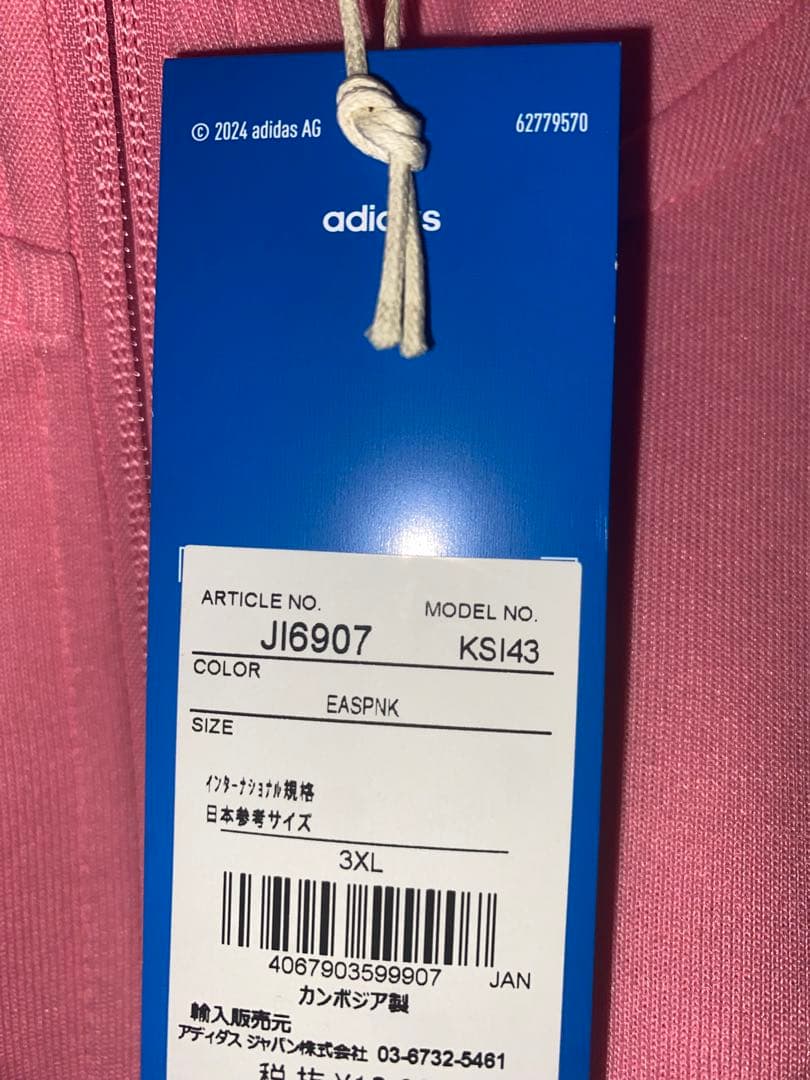 © 2024 adidas AG 62779570
adidas
ARTICLE NO. MODEL NO.
JI6907 KSI43
COLOR
EASPNK
SIZE
インターナショナル規格
日本参考サイズ
3XL
4067903599907 JAN
カンボジア製
輸入販売元
アディダス ジャパン株式会社 03-6732-5461
税抜